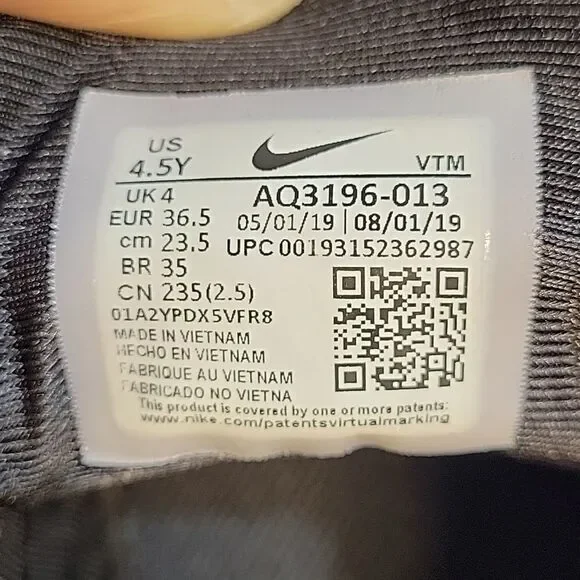 US
4.5Y
VTM
UK 4
AQ3196-013
EUR 36.5
05/01/19 | 08/01/19
cm 23.5
UPC 00193152362987
BR 35
CN 235(2.5)
01A2YPDX5VFR8
MADE IN VIETNAM
HECHO EN VIETNAM
FABRIQUE AU VIETNAM
FABRICADO NO VIETNA
This product is covered by one or more patents:
www.nike.com/patentsvirtualmarking